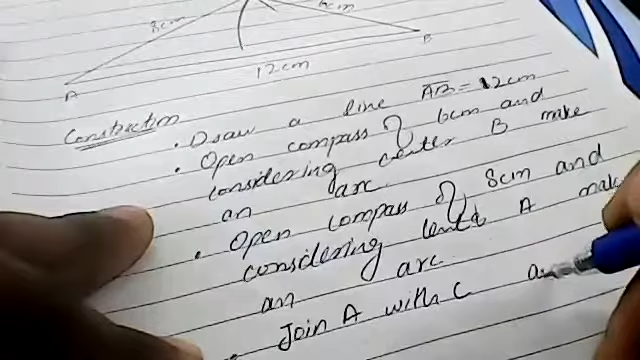 8cm
6cm
B
12cm
A
Construction
. Draw a line AB = 12cm
. Open compass of 6cm and
considering center B make
an arc.
. Open compass of 8cm and
considering A make
an arc.
Join A with C